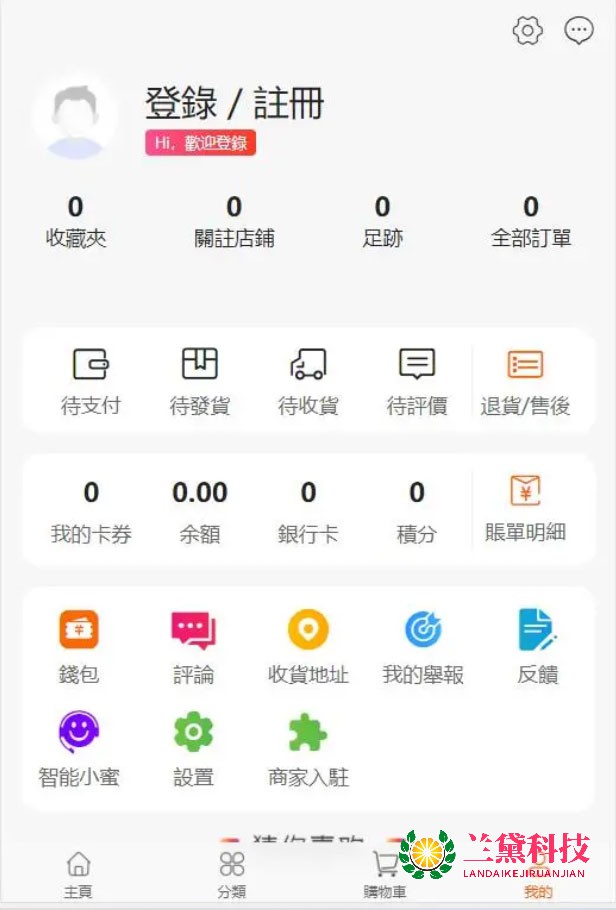 登錄 / 註冊
Hi, 歡迎登錄
0 0 0 0
收藏夾 關註店鋪 足跡 全部訂單
待支付 待發貨 待收貨 待評價 退貨/售後
0 0.00 0 0
我的卡券 余額 銀行卡 積分 賬單明細
錢包 評論 收貨地址 我的舉報 反饋
智能小蜜 設置 商家入駐
兰黛科技
LANDAIKEJIRUANJIAN
主頁 分類 購物車 我的